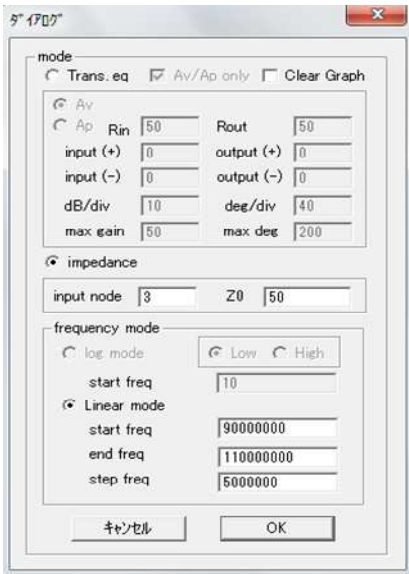 ﾀﾞｲｱﾛｸﾞ
mode
Trans. eq Av/Ap only Clear Graph
Av
Ap Rin 50 Rout 50
input (+) 0 output (+) 0
input (-) 0 output (-) 0
dB/div 10 deg/div 40
max gain 50 max deg 200
impedance
input node 3 Z0 50
frequency mode
log mode Low High
start freq 10
Linear mode
start freq 90000000
end freq 110000000
step freq 5000000
ｷｬﾝｾﾙ OK